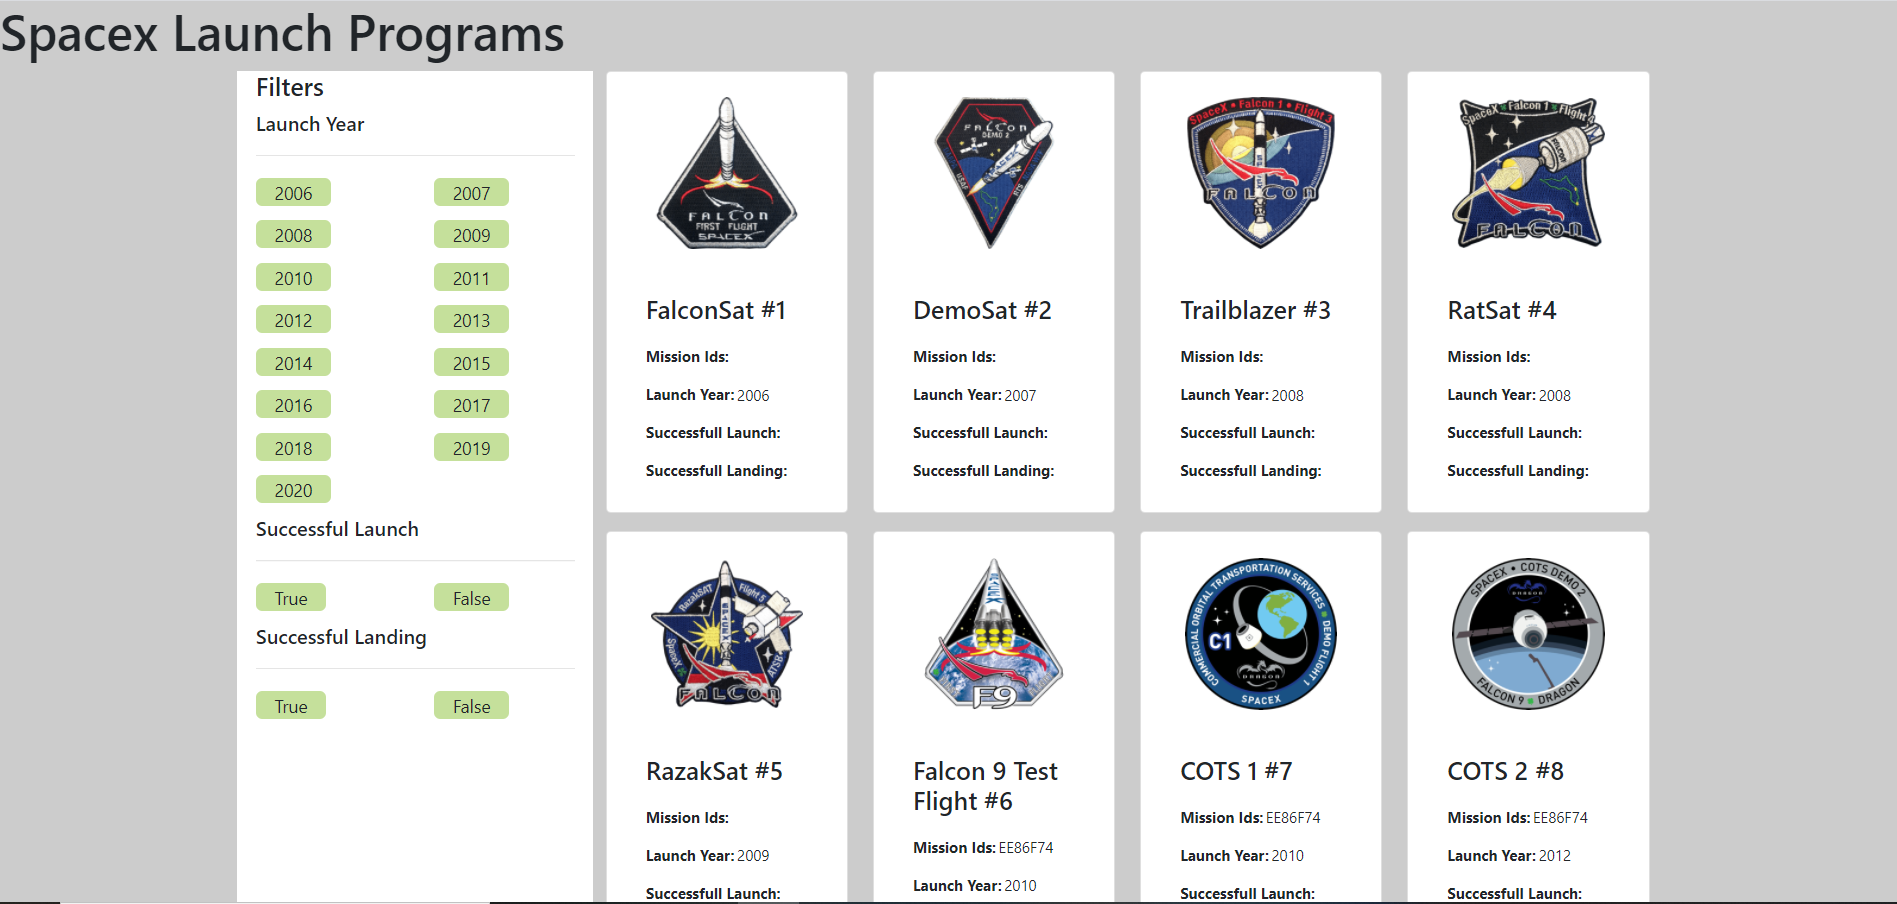 Spacex Launch Programs
Filters
Launch Year
2006 2007
2008 2009
2010 2011
2012 2013
2014 2015
2016 2017
2018 2019
2020
Successful Launch
True False
Successful Landing
True False
FALCON
FIRST FLIGHT
SPACEX
FalconSat #1
Mission Ids:
Launch Year: 2006
Successfull Launch:
Successfull Landing:
FALCON
DEMO 2
SPACEX
DemoSat #2
Mission Ids:
Launch Year: 2007
Successfull Launch:
Successfull Landing:
SpaceX • Falcon 1 • Flight 3
FALCON
Trailblazer #3
Mission Ids:
Launch Year: 2008
Successfull Launch:
Successfull Landing:
SpaceX Falcon 1 Flight 4
FALCON
FALCON
RatSat #4
Mission Ids:
Launch Year: 2008
Successfull Launch:
Successfull Landing:
RazakSAT Flight 5
SpaceX ATSB
FALCON
RazakSat #5
Mission Ids:
Launch Year: 2009
Successfull Launch:
F9
Falcon 9 Test
Flight #6
Mission Ids: EE86F74
Launch Year: 2010
COMMERCIAL ORBITAL TRANSPORTATION SERVICES DEMO FLIGHT 1
C1
DRAGON
SPACEX
COTS 1 #7
Mission Ids: EE86F74
Launch Year: 2010
Successfull Launch:
SPACEX • COTS DEMO 2
DRAGON
FALCON 9 DRAGON
COTS 2 #8
Mission Ids: EE86F74
Launch Year: 2012
Successfull Launch: